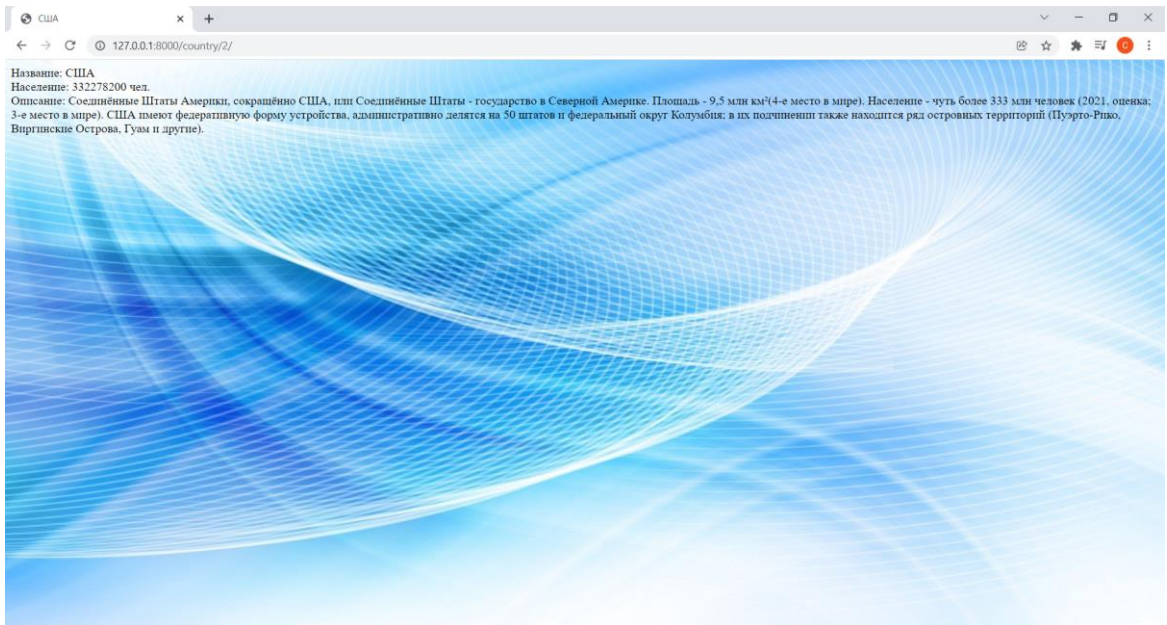 США
127.0.0.1:8000/country/2/
C
Название: США
Население: 332278200 чел.
Описание: Соединённые Штаты Америки, сокращённо США, или Соединённые Штаты - государство в Северной Америке. Площадь - 9,5 млн км²(4-е место в мире). Население - чуть более 333 млн человек (2021, оценка;
3-е место в мире). США имеют федеративную форму устройства, административно делятся на 50 штатов и федеральный округ Колумбия; в их подчинении также находится ряд островных территорий (Пуэрто-Рико,
Виргинские Острова, Гуам и другие).